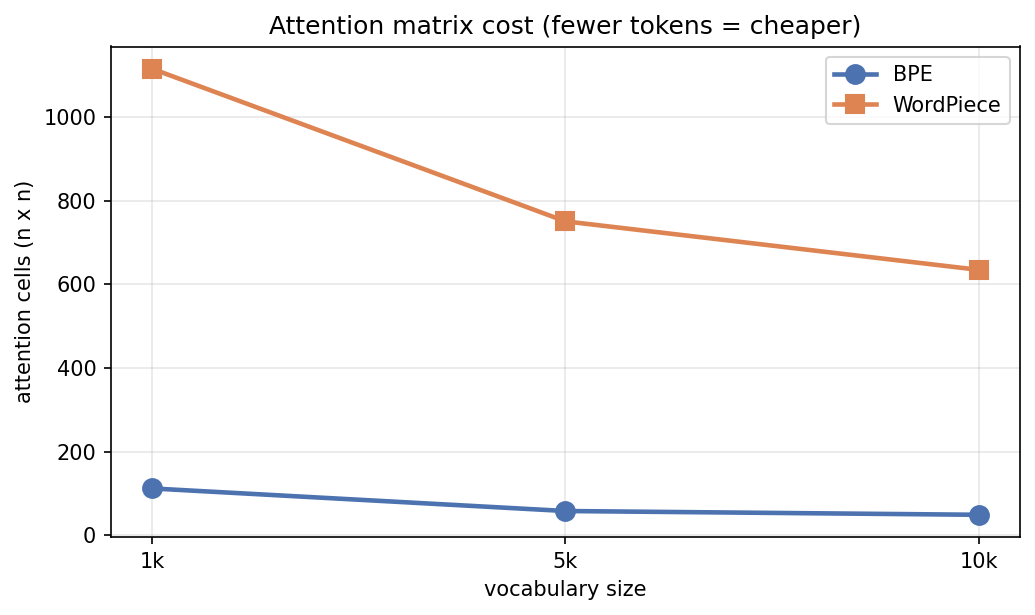 Attention matrix cost (fewer tokens = cheaper)
BPE
WordPiece
attention cells (n x n)
1000
800
600
400
200
0
1k
5k
10k
vocabulary size